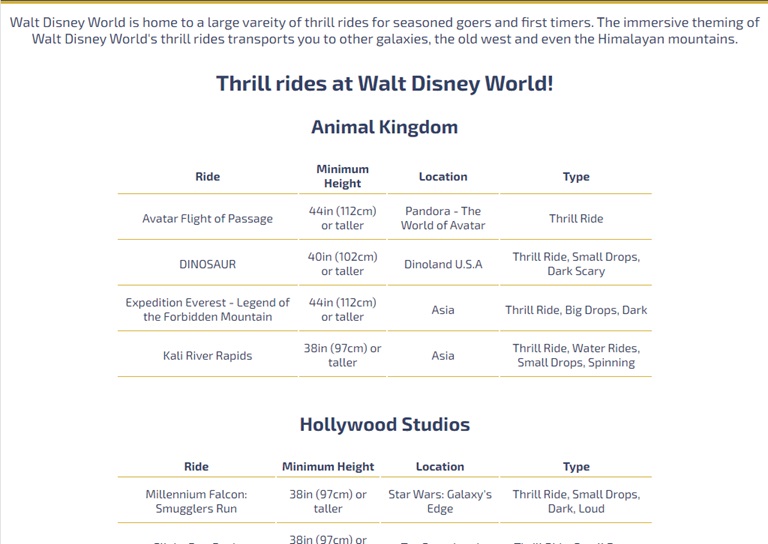 Walt Disney World is home to a large vareity of thrill rides for seasoned goers and first timers. The immersive theming of
Walt Disney World's thrill rides transports you to other galaxies, the old west and even the Himalayan mountains.
Thrill rides at Walt Disney World!
Animal Kingdom
Ride Minimum Height Location Type
Avatar Flight of Passage 44in (112cm) or taller Pandora - The World of Avatar Thrill Ride
DINOSAUR 40in (102cm) or taller Dinoland U.S.A Thrill Ride, Small Drops, Dark Scary
Expedition Everest - Legend of the Forbidden Mountain 44in (112cm) or taller Asia Thrill Ride, Big Drops, Dark
Kali River Rapids 38in (97cm) or taller Asia Thrill Ride, Water Rides, Small Drops, Spinning
Hollywood Studios
Ride Minimum Height Location Type
Millennium Falcon: Smugglers Run 38in (97cm) or taller Star Wars: Galaxy's Edge Thrill Ride, Small Drops, Dark, Loud
38in (97cm) or